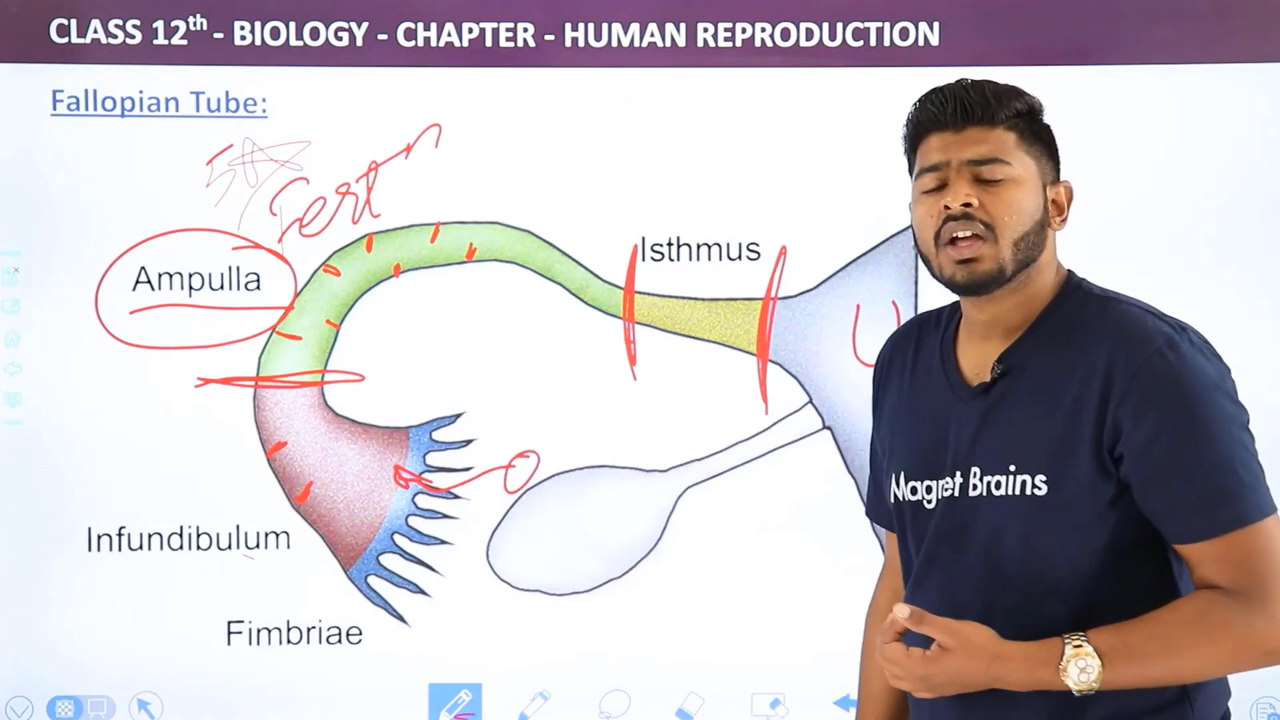 CLASS 12th - BIOLOGY - CHAPTER - HUMAN REPRODUCTION
Fallopian Tube:
Fert
Isthmus
Ampulla
U
Magnet Brains
Infundibulum
Fimbriae